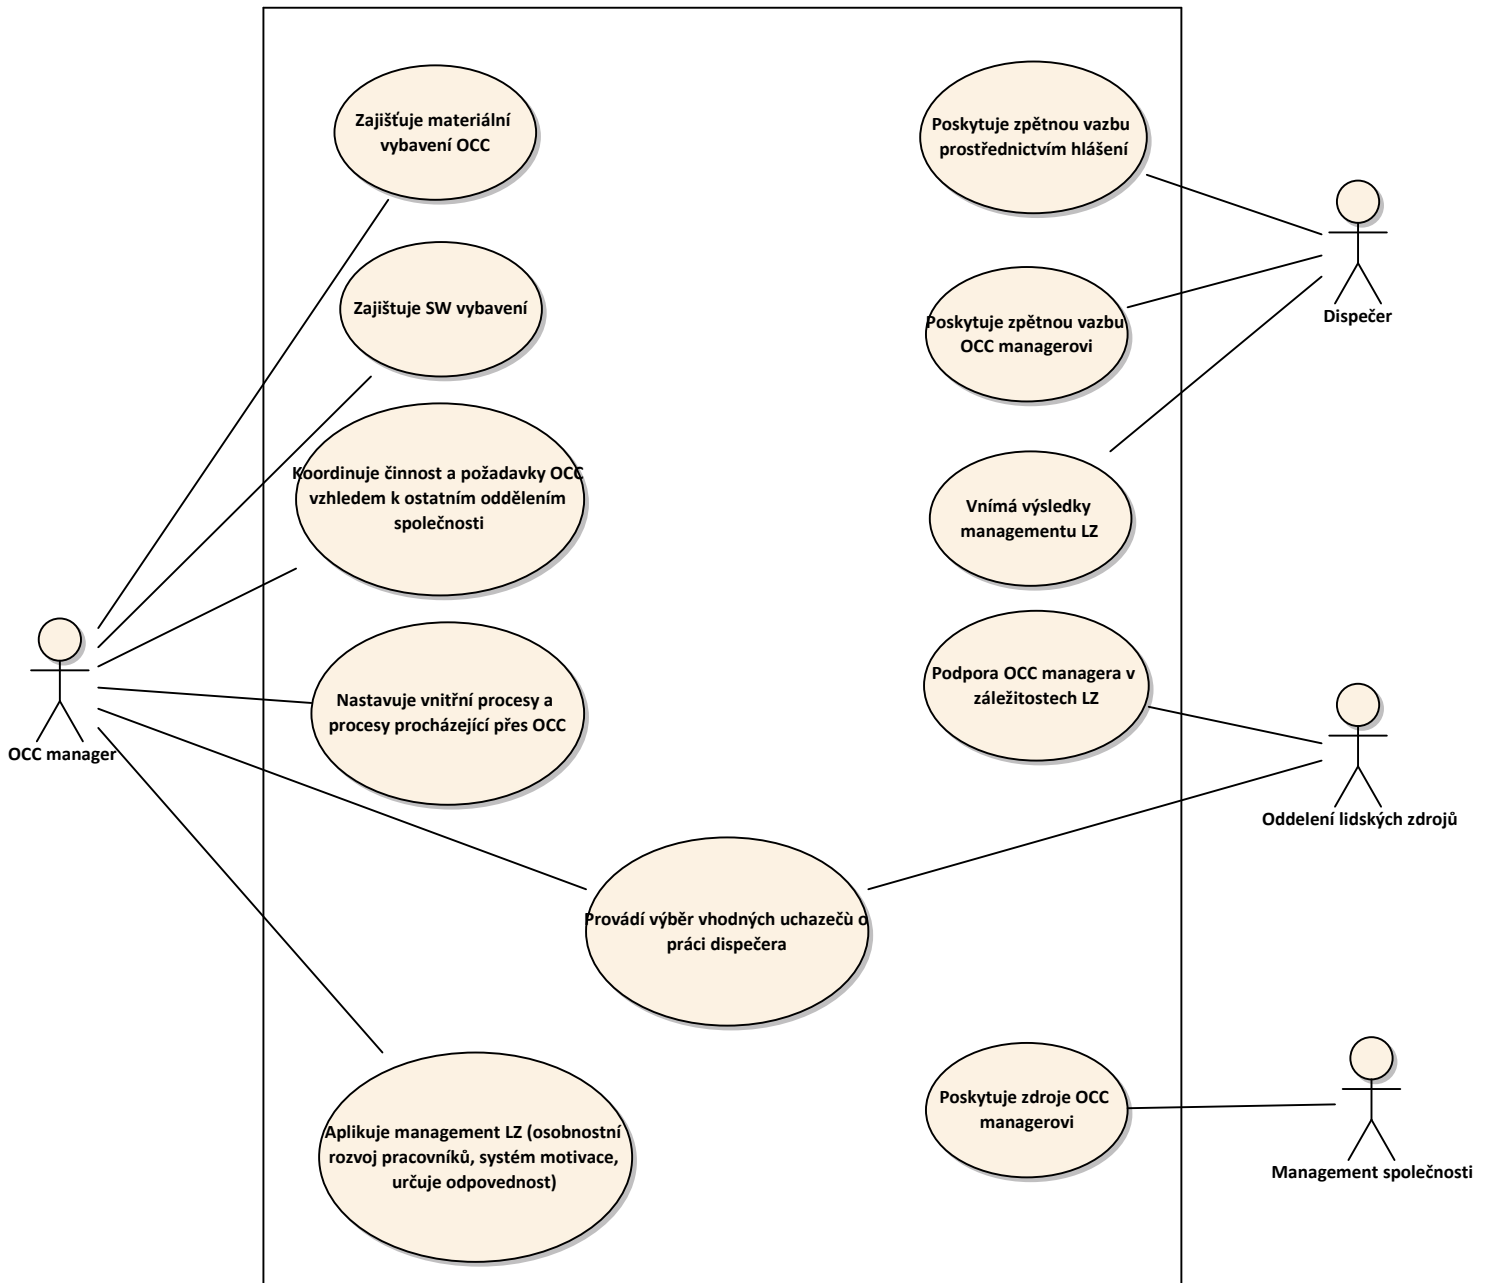 Zajišťuje materiální
vybavení OCC
Poskytuje zpětnou vazbu
prostřednictvím hlášení
Zajištuje SW vybavení
Poskytuje zpětnou vazbu
OCC managerovi
Dispečer
Koordinuje činnost a požadavky OCC
vzhledem k ostatním oddělením
společnosti
Vnímá výsledky
managementu LZ
Nastavuje vnitřní procesy a
procesy procházející přes OCC
Podpora OCC managera v
záležitostech LZ
OCC manager
Oddelení lidských zdrojů
Provádí výběr vhodných uchazečù o
práci dispečera
Aplikuje management LZ (osobnostní
rozvoj pracovníků, systém motivace,
určuje odpovednost)
Poskytuje zdroje OCC
managerovi
Management společnosti